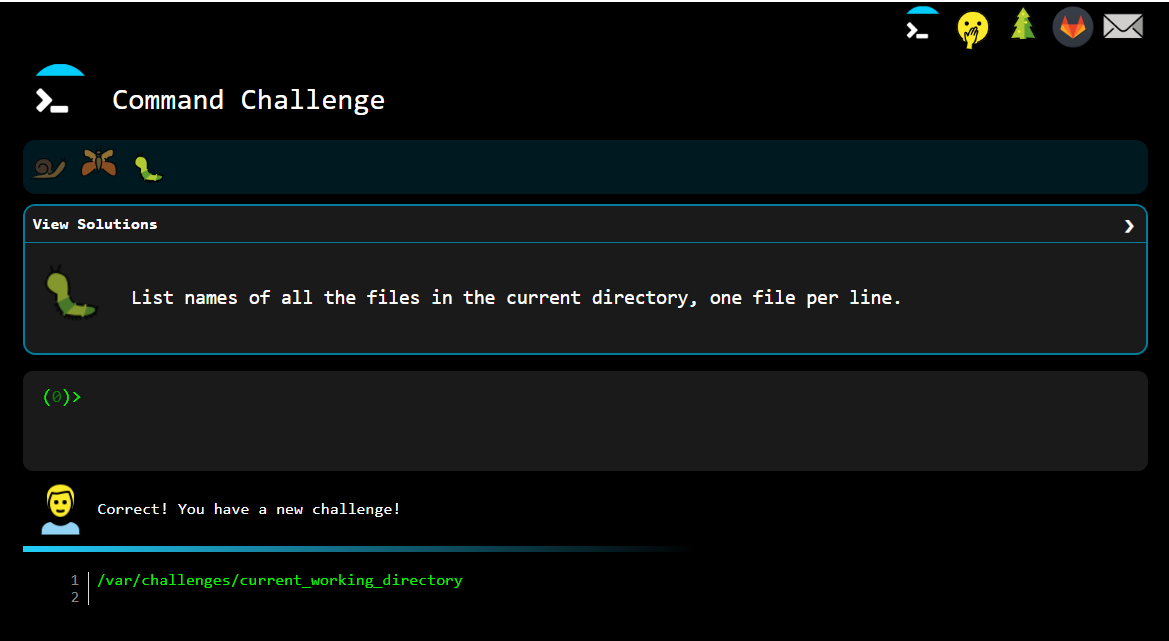 Command Challenge
View Solutions
List names of all the files in the current directory, one file per line.
(0)>
Correct! You have a new challenge!
1 /var/challenges/current_working_directory
2